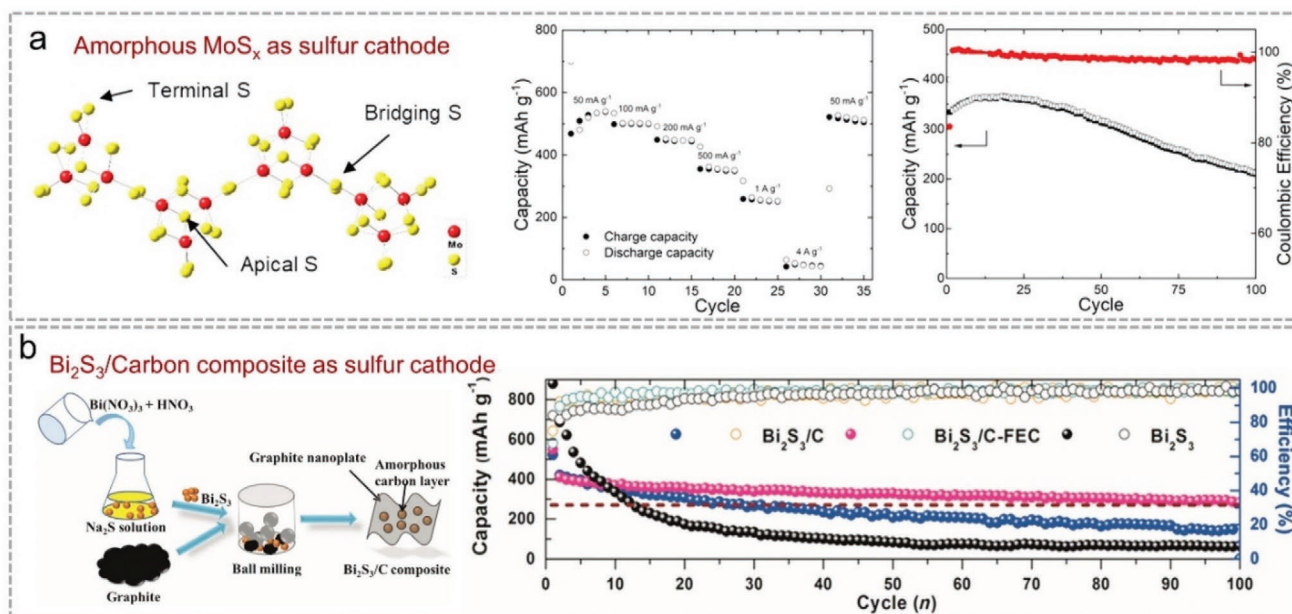 a
Amorphous MoSₓ as sulfur cathode
Terminal S
Bridging S
Apical S
Mo
S
Capacity (mAh g⁻¹)
800
600
400
200
0
50 mA g⁻¹
100 mA g⁻¹
200 mA g⁻¹
500 mA g⁻¹
1 A g⁻¹
4 A g⁻¹
50 mA g⁻¹
Charge capacity
Discharge capacity
0 5 10 15 20 25 30 35
Cycle
Capacity (mAh g⁻¹)
500
400
300
200
100
0
100
90
80
70
60
Coulombic Efficiency (%)
0 25 50 75 100
Cycle
b
Bi₂S₃/Carbon composite as sulfur cathode
Bi(NO₃)₃ + HNO₃
Na₂S solution
Bi₂S₃
Graphite
Ball milling
Graphite nanoplate
Amorphous
carbon layer
Bi₂S₃/C composite
Capacity (mAh g⁻¹)
800
600
400
200
0
Bi₂S₃/C
Bi₂S₃/C-FEC
Bi₂S₃
100
80
60
40
20
0
Efficiency (%)
0 10 20 30 40 50 60 70 80 90 100
Cycle (n)